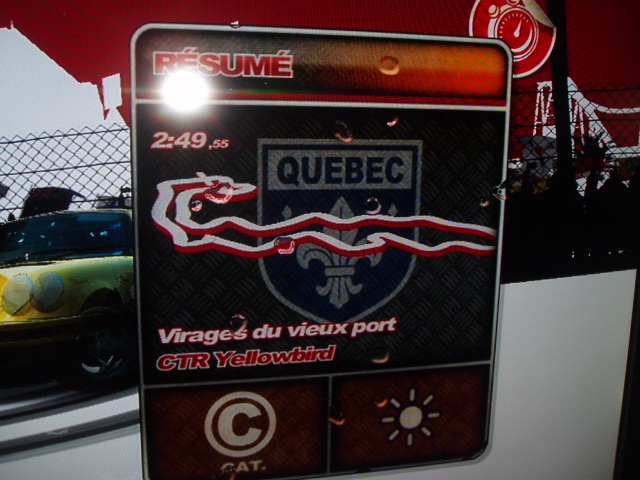 RÉSUMÉ
2:49,55
QUEBEC
Virages du vieux port
CTR Yellowbird
C
CAT.